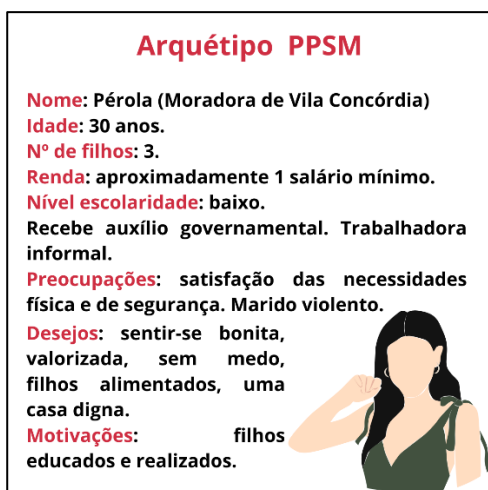 Arquétipo PPSM
Nome: Pérola (Moradora de Vila Concórdia)
Idade: 30 anos.
Nº de filhos: 3.
Renda: aproximadamente 1 salário mínimo.
Nível escolaridade: baixo.
Recebe auxílio governamental. Trabalhadora
informal.
Preocupações: satisfação das necessidades
física e de segurança. Marido violento.
Desejos: sentir-se bonita,
valorizada, sem medo,
filhos alimentados, uma
casa digna.
Motivações: filhos
educados e realizados.